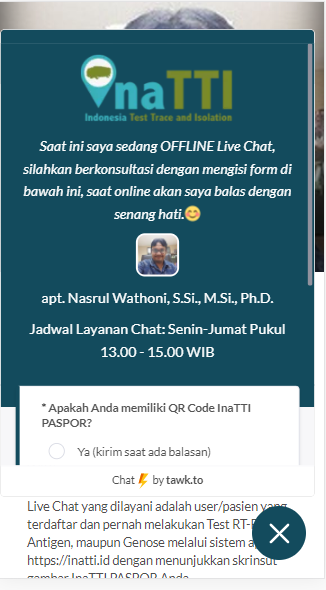 inaTTI
Indonesia Test Trace and Isolation
Saat ini saya sedang OFFLINE Live Chat,
silahkan berkonsultasi dengan mengisi form di
bawah ini, saat online akan saya balas dengan
senang hati.😊
apt. Nasrul Wathoni, S.Si., M.Si., Ph.D.
Jadwal Layanan Chat: Senin-Jumat Pukul
13.00 - 15.00 WIB
* Apakah Anda memiliki QR Code InaTTI
PASPOR?
Ya (kirim saat ada balasan)
Chat ⚡ by tawk.to
Live Chat yang dilayani adalah user/pasien yang
terdaftar dan pernah melakukan Test RT-
Antigen, maupun Genose melalui sistem
https://inatti.id dengan menunjukkan skrinsut
gambar InaTTI PASPOR Anda